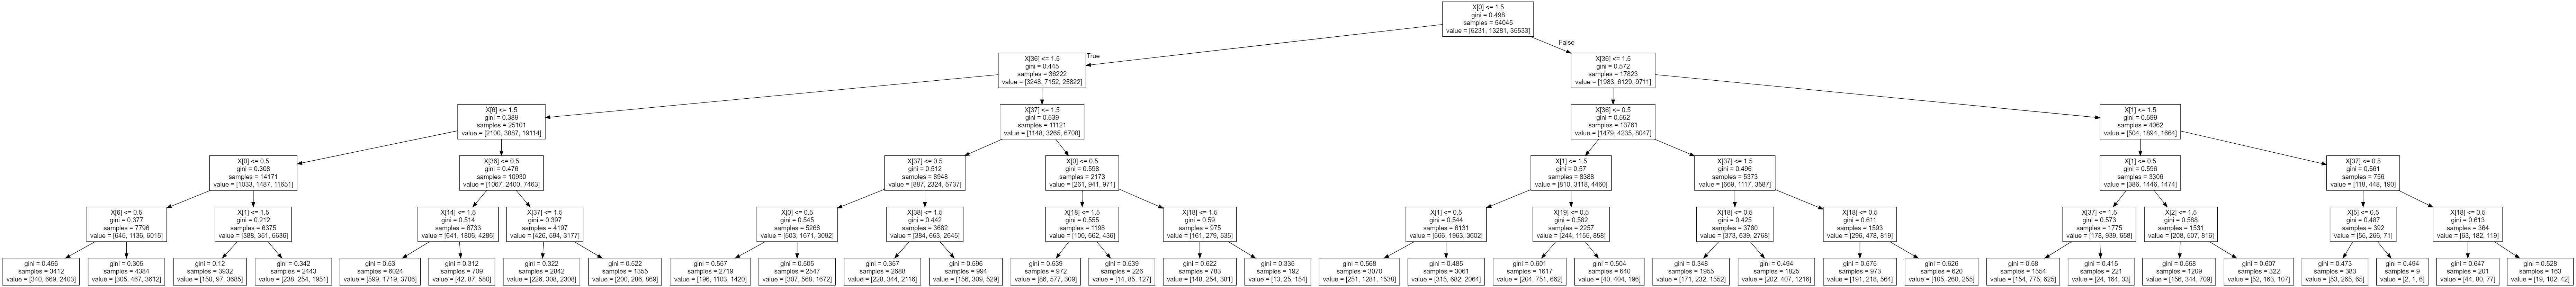 X[0] <= 1.5
gini = 0.498
samples = 54045
value = [5231, 13281, 35533]
True
False
X[36] <= 1.5
gini = 0.445
samples = 36222
value = [3248, 7152, 25822]
X[36] <= 1.5
gini = 0.572
samples = 17823
value = [1983, 6129, 9711]
X[6] <= 1.5
gini = 0.389
samples = 25101
value = [2100, 3887, 19114]
X[37] <= 1.5
gini = 0.539
samples = 11121
value = [1148, 3265, 6708]
X[36] <= 0.5
gini = 0.552
samples = 13761
value = [1479, 4235, 8047]
X[1] <= 1.5
gini = 0.599
samples = 4062
value = [504, 1894, 1664]
X[0] <= 0.5
gini = 0.308
samples = 14171
value = [1033, 1487, 11651]
X[36] <= 0.5
gini = 0.476
samples = 10930
value = [1067, 2400, 7463]
X[37] <= 0.5
gini = 0.512
samples = 8948
value = [887, 2324, 5737]
X[0] <= 0.5
gini = 0.598
samples = 2173
value = [261, 941, 971]
X[1] <= 1.5
gini = 0.57
samples = 8388
value = [810, 3118, 4460]
X[37] <= 1.5
gini = 0.496
samples = 5373
value = [669, 1117, 3587]
X[1] <= 0.5
gini = 0.596
samples = 3306
value = [386, 1446, 1474]
X[37] <= 0.5
gini = 0.561
samples = 756
value = [118, 448, 190]
X[6] <= 0.5
gini = 0.377
samples = 7796
value = [645, 1136, 6015]
X[1] <= 1.5
gini = 0.212
samples = 6375
value = [388, 351, 5636]
X[14] <= 1.5
gini = 0.514
samples = 6733
value = [641, 1806, 4286]
X[37] <= 1.5
gini = 0.397
samples = 4197
value = [426, 594, 3177]
X[0] <= 0.5
gini = 0.545
samples = 5266
value = [503, 1671, 3092]
X[38] <= 1.5
gini = 0.442
samples = 3682
value = [384, 653, 2645]
X[18] <= 1.5
gini = 0.555
samples = 1198
value = [100, 662, 436]
X[18] <= 1.5
gini = 0.59
samples = 975
value = [161, 279, 535]
X[1] <= 0.5
gini = 0.544
samples = 6131
value = [566, 1963, 3602]
X[19] <= 0.5
gini = 0.582
samples = 2257
value = [244, 1155, 858]
X[18] <= 0.5
gini = 0.425
samples = 3780
value = [373, 639, 2768]
X[18] <= 0.5
gini = 0.611
samples = 1593
value = [296, 478, 819]
X[37] <= 1.5
gini = 0.573
samples = 1775
value = [178, 939, 658]
X[2] <= 1.5
gini = 0.588
samples = 1531
value = [208, 507, 816]
X[5] <= 0.5
gini = 0.487
samples = 392
value = [55, 266, 71]
X[18] <= 0.5
gini = 0.613
samples = 364
value = [63, 182, 119]
gini = 0.456
samples = 3412
value = [340, 669, 2403]
gini = 0.305
samples = 4384
value = [305, 467, 3612]
gini = 0.12
samples = 3932
value = [150, 97, 3685]
gini = 0.342
samples = 2443
value = [238, 254, 1951]
gini = 0.53
samples = 6024
value = [599, 1719, 3706]
gini = 0.312
samples = 709
value = [42, 87, 580]
gini = 0.322
samples = 2842
value = [226, 308, 2308]
gini = 0.522
samples = 1355
value = [200, 286, 869]
gini = 0.557
samples = 2719
value = [196, 1103, 1420]
gini = 0.505
samples = 2547
value = [307, 568, 1672]
gini = 0.357
samples = 2688
value = [228, 344, 2116]
gini = 0.596
samples = 994
value = [156, 309, 529]
gini = 0.539
samples = 972
value = [86, 577, 309]
gini = 0.539
samples = 226
value = [14, 85, 127]
gini = 0.622
samples = 783
value = [148, 254, 381]
gini = 0.335
samples = 192
value = [13, 25, 154]
gini = 0.568
samples = 3070
value = [251, 1281, 1538]
gini = 0.485
samples = 3061
value = [315, 682, 2064]
gini = 0.601
samples = 1617
value = [204, 751, 662]
gini = 0.504
samples = 640
value = [40, 404, 196]
gini = 0.348
samples = 1955
value = [171, 232, 1552]
gini = 0.494
samples = 1825
value = [202, 407, 1216]
gini = 0.575
samples = 973
value = [191, 218, 564]
gini = 0.626
samples = 620
value = [105, 260, 255]
gini = 0.58
samples = 1554
value = [154, 775, 625]
gini = 0.415
samples = 221
value = [24, 164, 33]
gini = 0.558
samples = 1209
value = [156, 344, 709]
gini = 0.607
samples = 322
value = [52, 163, 107]
gini = 0.473
samples = 383
value = [53, 265, 65]
gini = 0.494
samples = 9
value = [2, 1, 6]
gini = 0.647
samples = 201
value = [44, 80, 77]
gini = 0.528
samples = 163
value = [19, 102, 42]